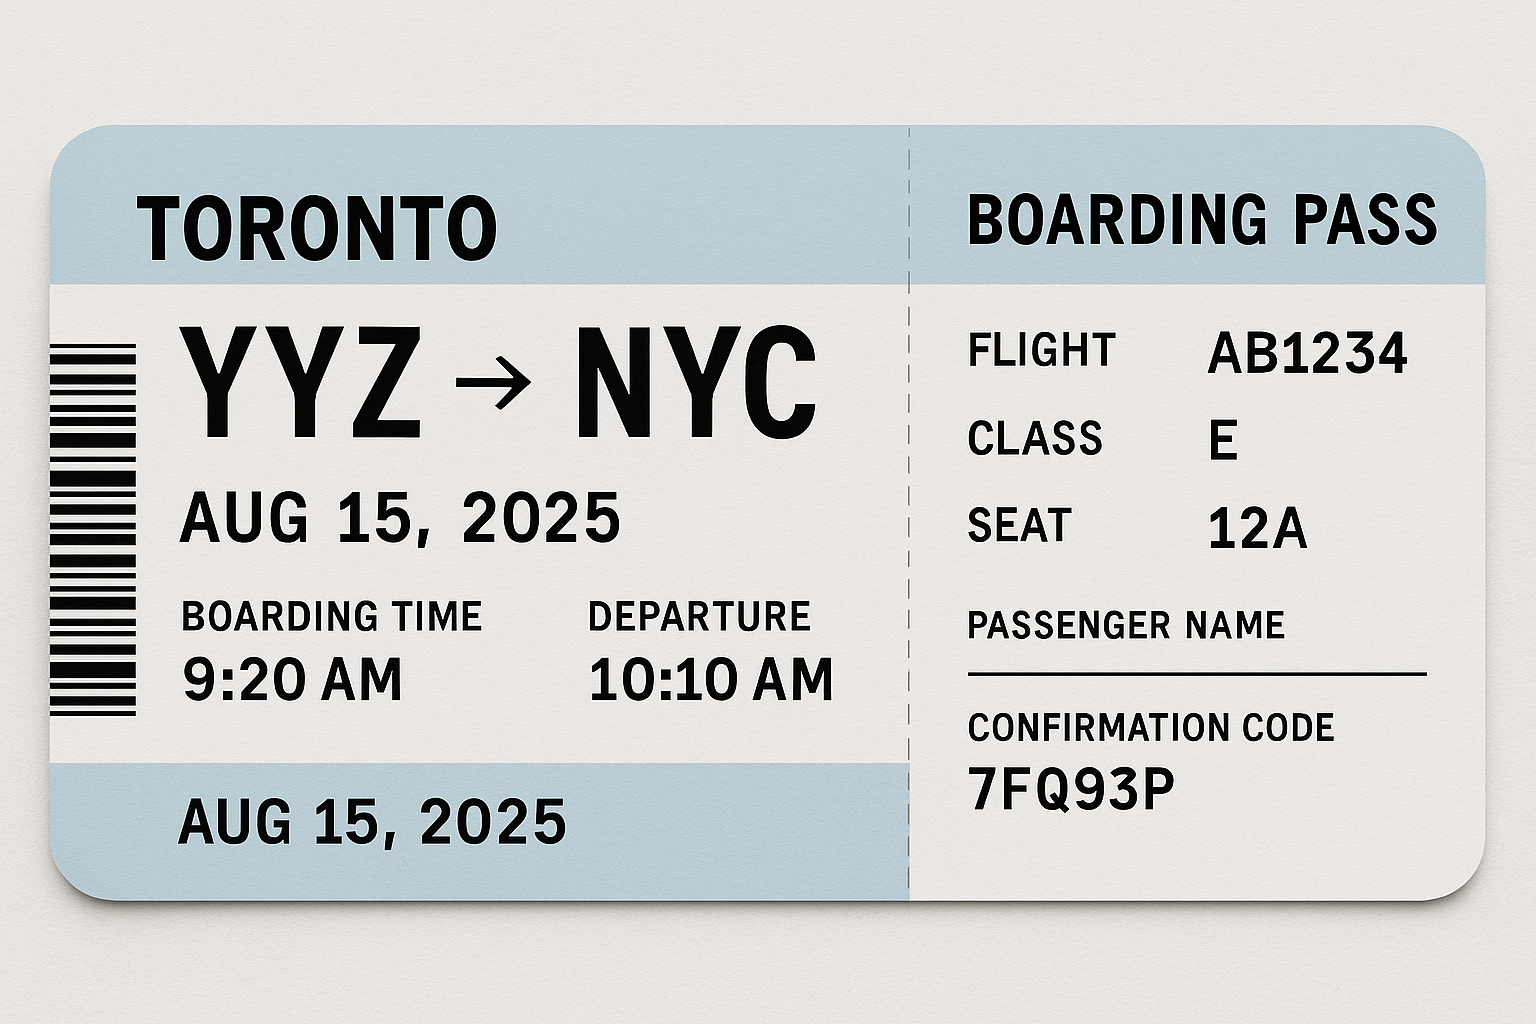 TORONTO
YYZ → NYC
AUG 15, 2025
BOARDING TIME
9:20 AM
DEPARTURE
10:10 AM
AUG 15, 2025
BOARDING PASS
FLIGHT AB1234
CLASS E
SEAT 12A
PASSENGER NAME
CONFIRMATION CODE
7FQ93P